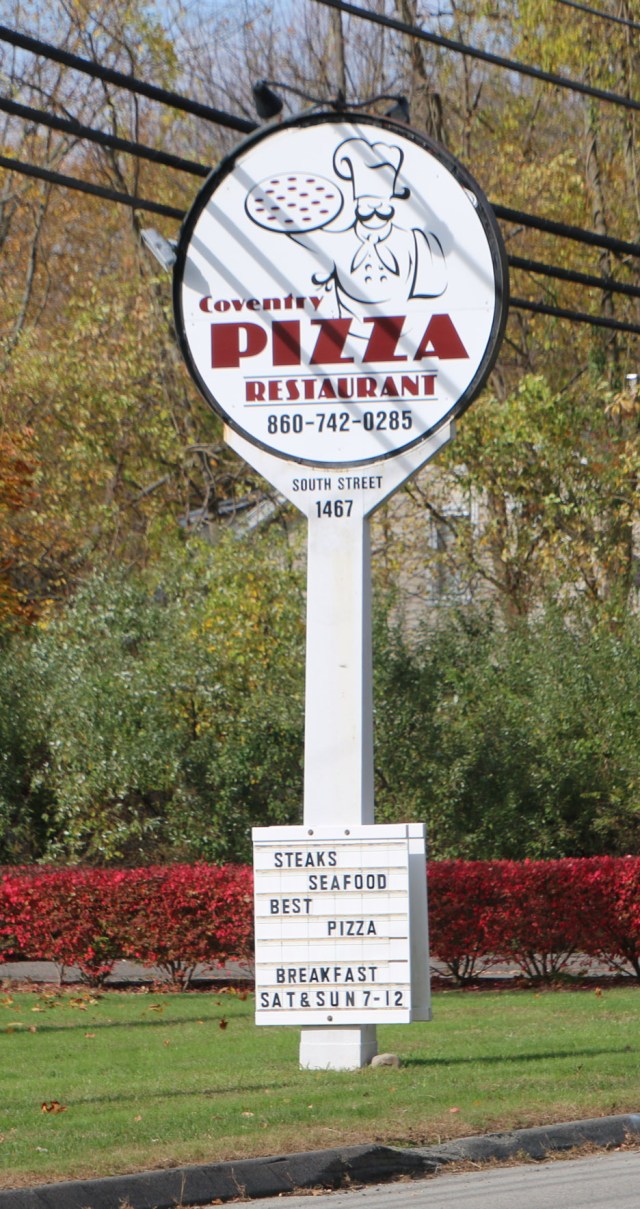 Coventry
PIZZA
RESTAURANT
860-742-0285
SOUTH STREET
1467
STEAKS
SEAFOOD
BEST
PIZZA
BREAKFAST
SAT&SUN 7-12